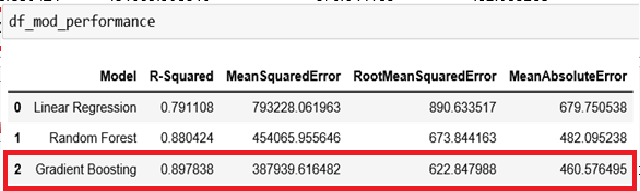 df_mod_performance
Model R-Squared MeanSquaredError RootMeanSquaredError MeanAbsoluteError
0 Linear Regression 0.791108 793228.061963 890.633517 679.750538
1 Random Forest 0.880424 454065.955646 673.844163 482.095238
2 Gradient Boosting 0.897838 387939.616482 622.847988 460.576495